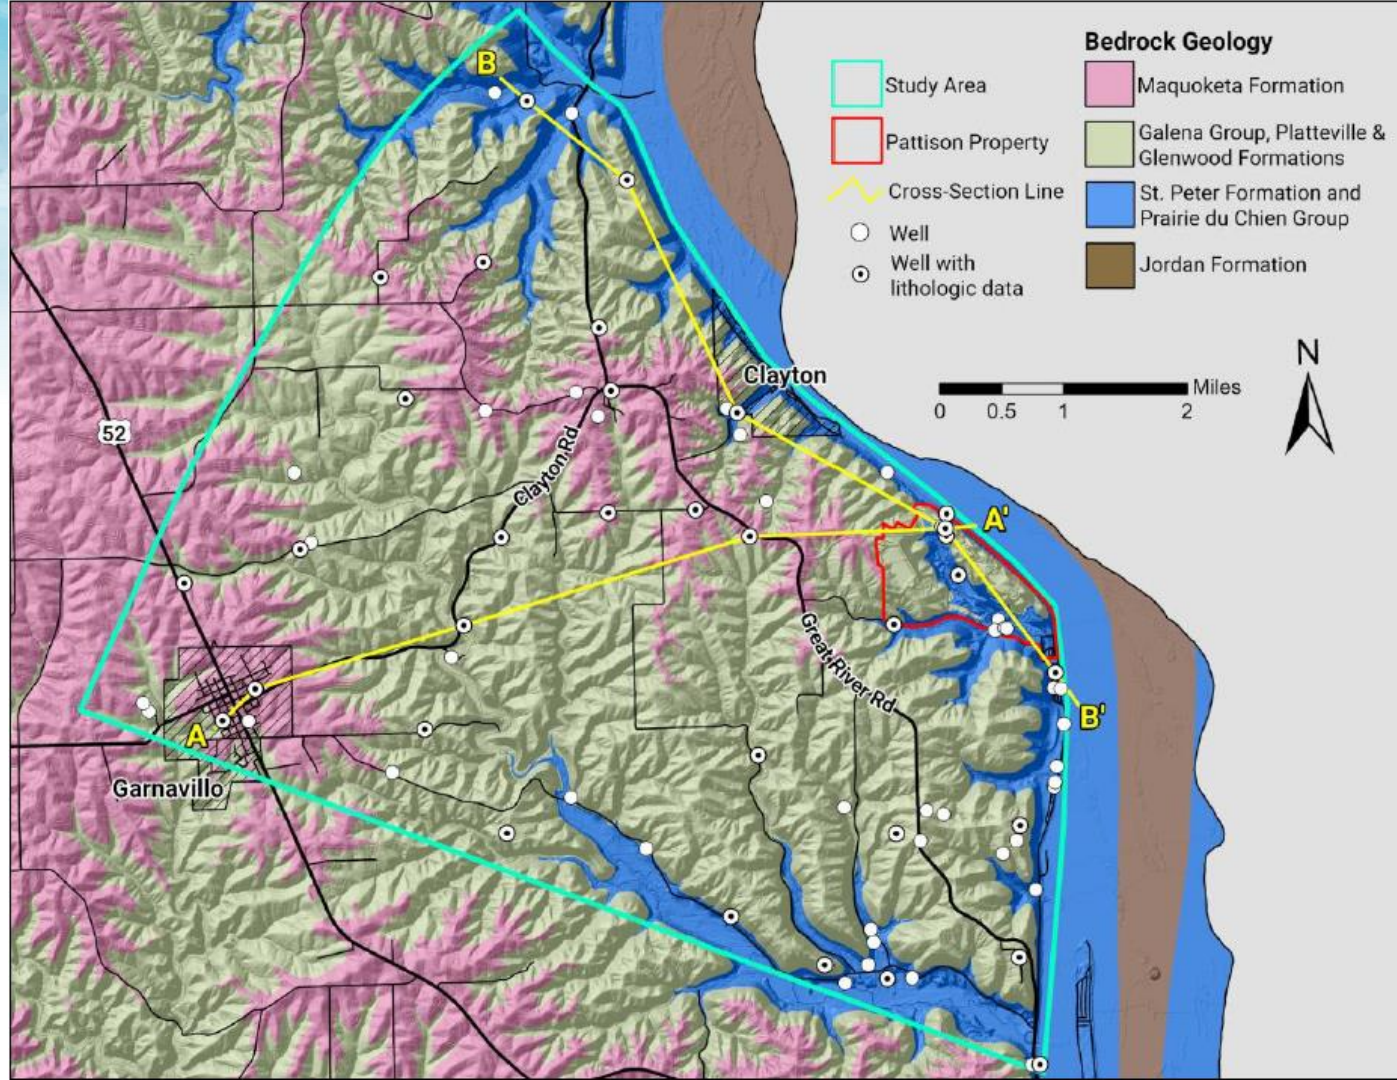 B
Study Area
Pattison Property
Cross-Section Line
Well
Well with
lithologic data
Bedrock Geology
Maquoketa Formation
Galena Group, Platteville &
Glenwood Formations
St. Peter Formation and
Prairie du Chien Group
Jordan Formation
N
Miles
0 0.5 1 2
Clayton
52
Clayton Rd
A'
Great River Rd
B'
A
Garnavillo